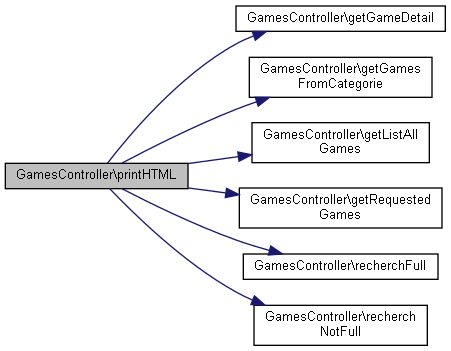 GamesController\getGameDetail
GamesController\getGames
FromCategorie
GamesController\getListAll
Games
GamesController\printHTML
GamesController\getRequested
Games
GamesController\recherchFull
GamesController\recherch
NotFull